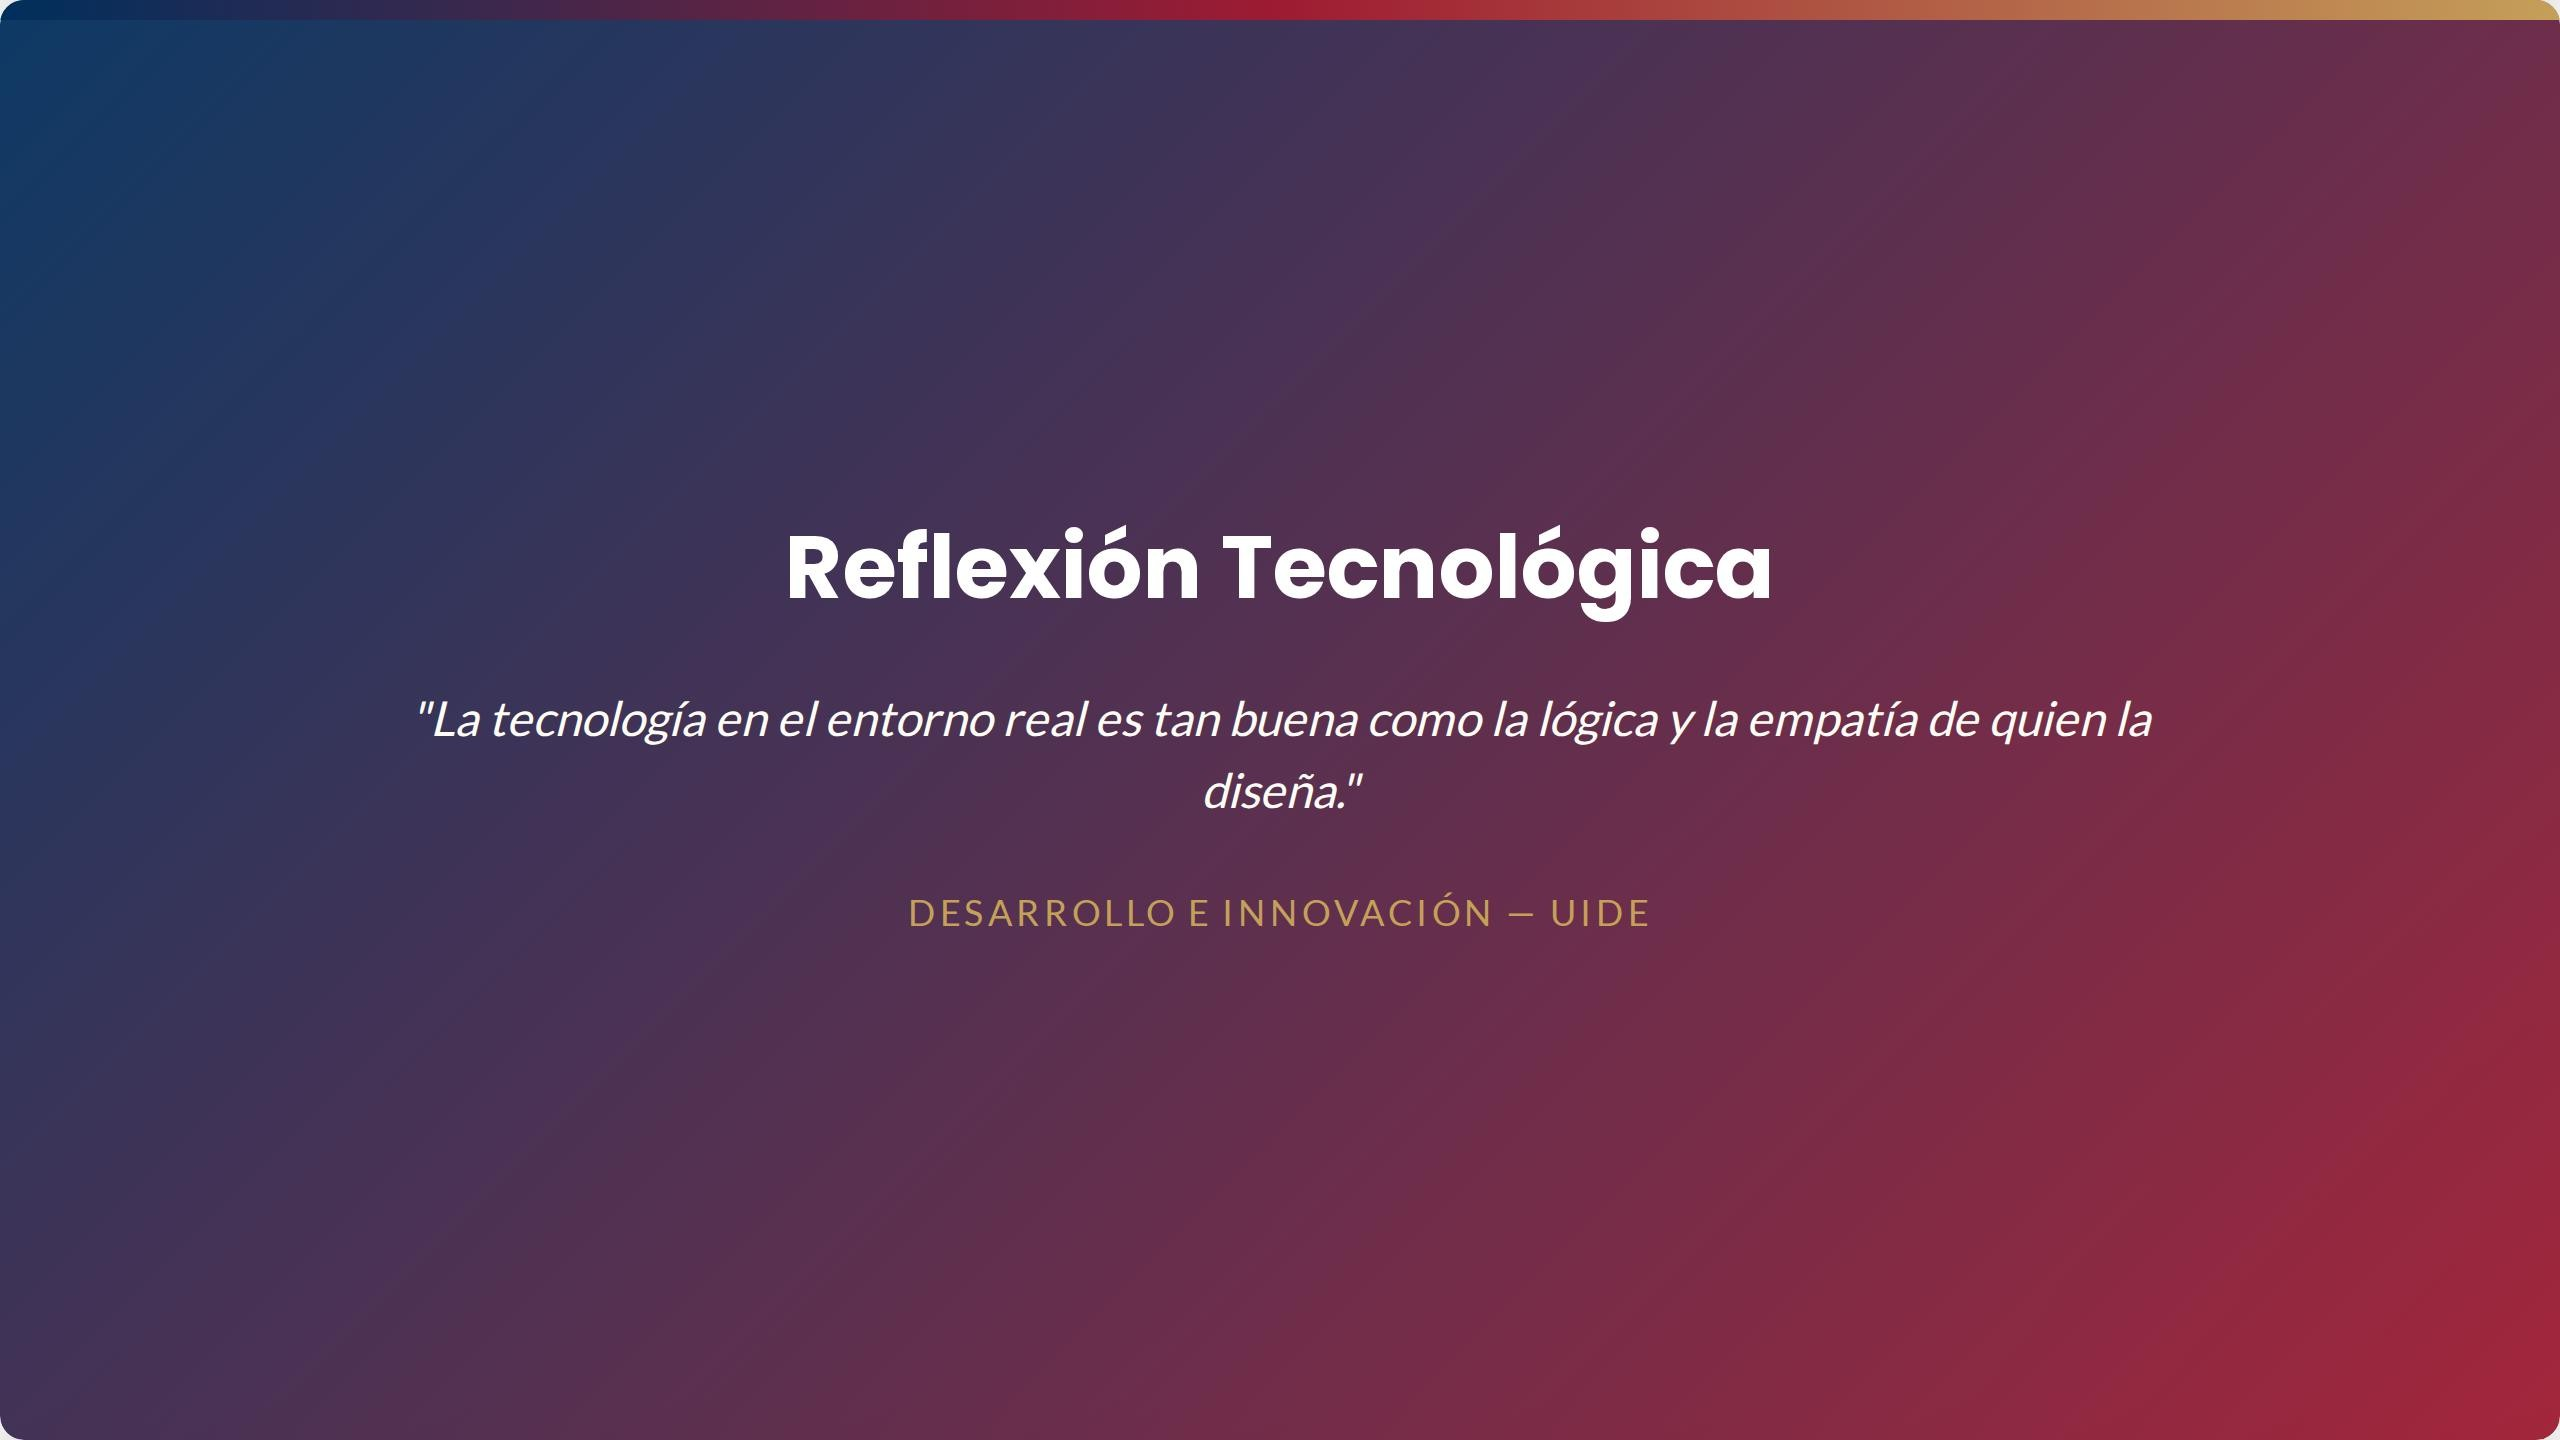 Reflexión Tecnológica
"La tecnología en el entorno real es tan buena como la lógica y la empatía de quien la
diseña."
DESARROLLO E INNOVACIÓN — UIDE